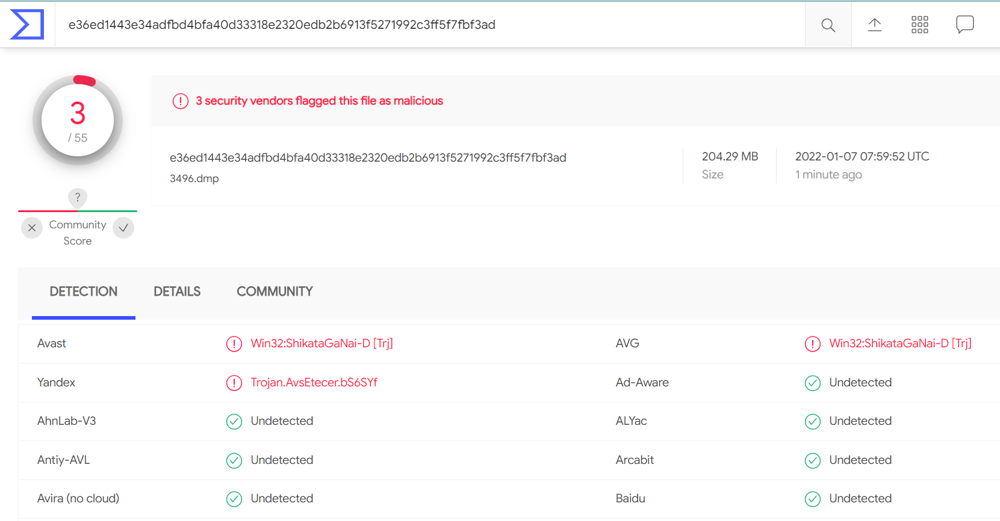 e36ed1443e34adfbd4bfa40d33318e2320edb2b6913f5271992c3ff5f7fbf3ad
3
/ 55
3 security vendors flagged this file as malicious
e36ed1443e34adfbd4bfa40d33318e2320edb2b6913f5271992c3ff5f7fbf3ad
3496.dmp
204.29 MB
Size
2022-01-07 07:59:52 UTC
1 minute ago
?
Community
Score
DETECTION DETAILS COMMUNITY
Avast Win32:ShikataGaNai-D [Trj] AVG Win32:ShikataGaNai-D [Trj]
Yandex Trojan.AvsEtecer.bS6SYf Ad-Aware Undetected
AhnLab-V3 Undetected ALYac Undetected
Antiy-AVL Undetected Arcabit Undetected
Avira (no cloud) Undetected Baidu Undetected